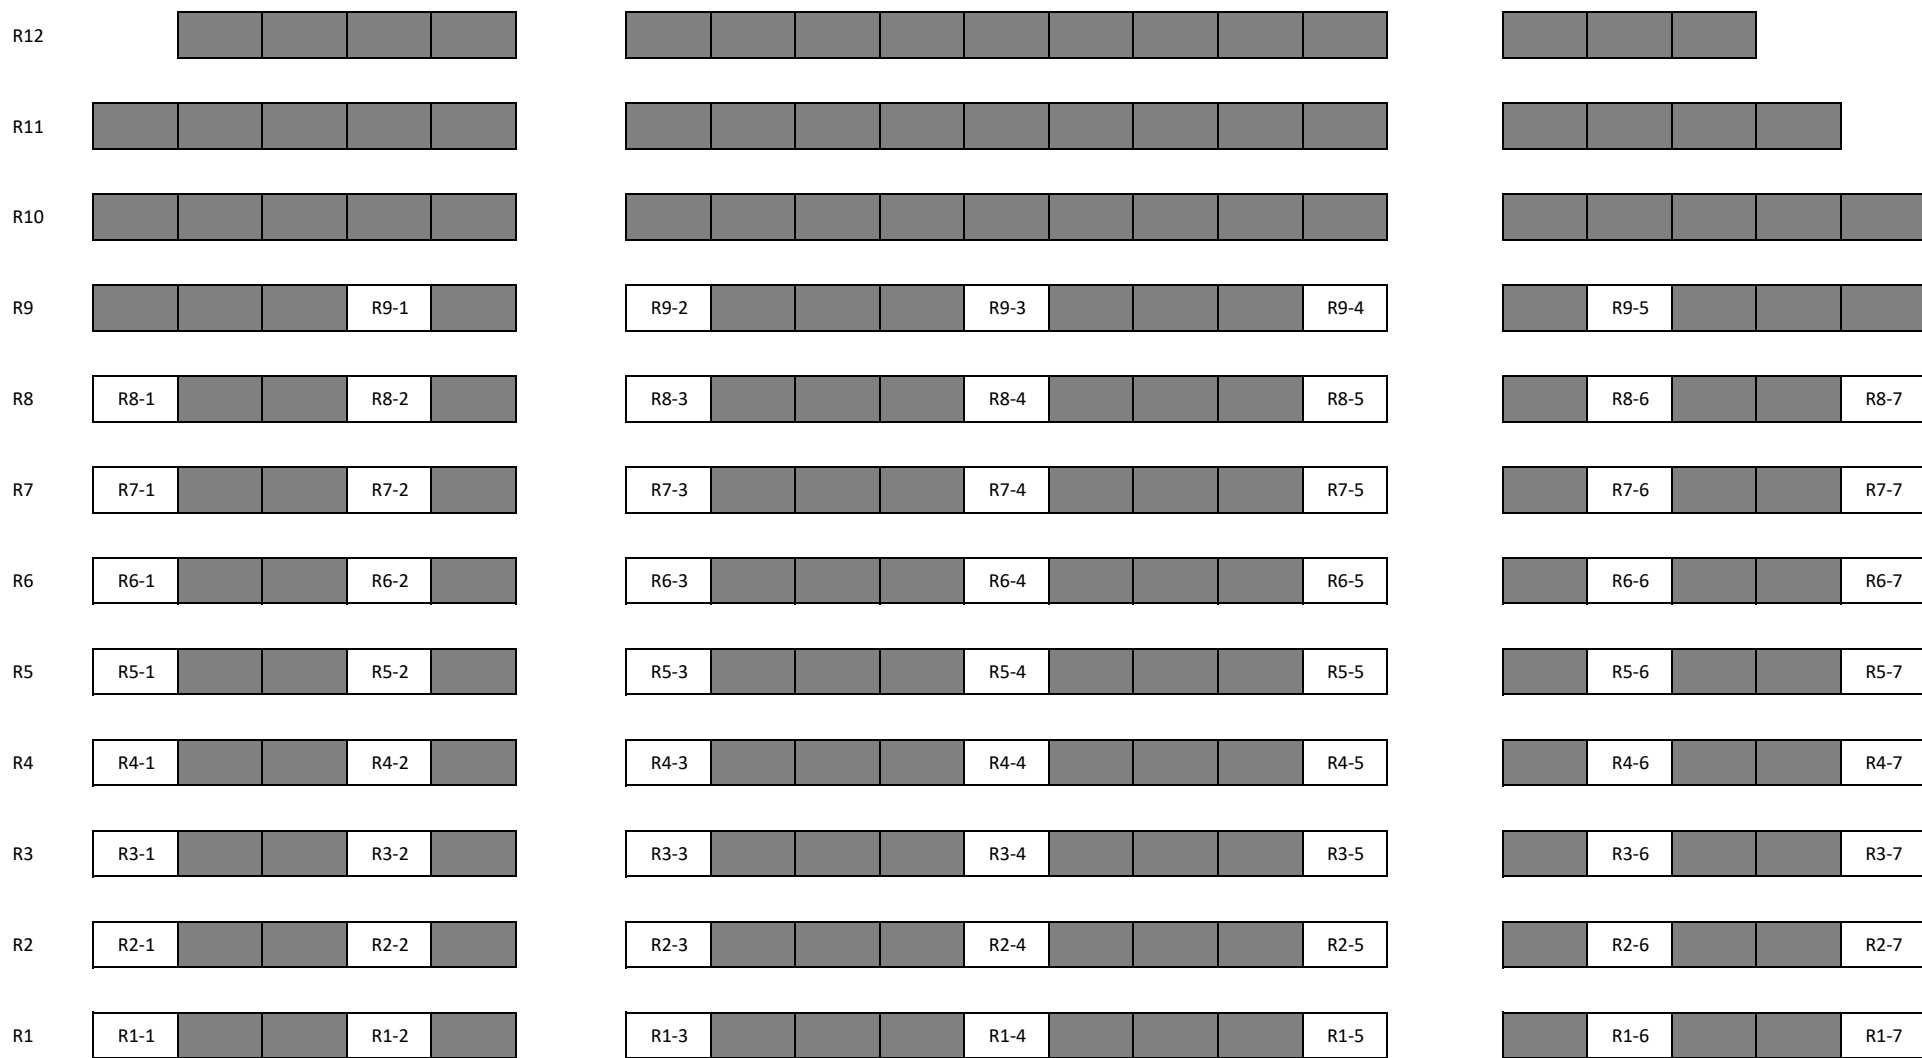 R12
R11
R10
R9 R9-1 R9-2 R9-3 R9-4 R9-5
R8 R8-1 R8-2 R8-3 R8-4 R8-5 R8-6 R8-7
R7 R7-1 R7-2 R7-3 R7-4 R7-5 R7-6 R7-7
R6 R6-1 R6-2 R6-3 R6-4 R6-5 R6-6 R6-7
R5 R5-1 R5-2 R5-3 R5-4 R5-5 R5-6 R5-7
R4 R4-1 R4-2 R4-3 R4-4 R4-5 R4-6 R4-7
R3 R3-1 R3-2 R3-3 R3-4 R3-5 R3-6 R3-7
R2 R2-1 R2-2 R2-3 R2-4 R2-5 R2-6 R2-7
R1 R1-1 R1-2 R1-3 R1-4 R1-5 R1-6 R1-7